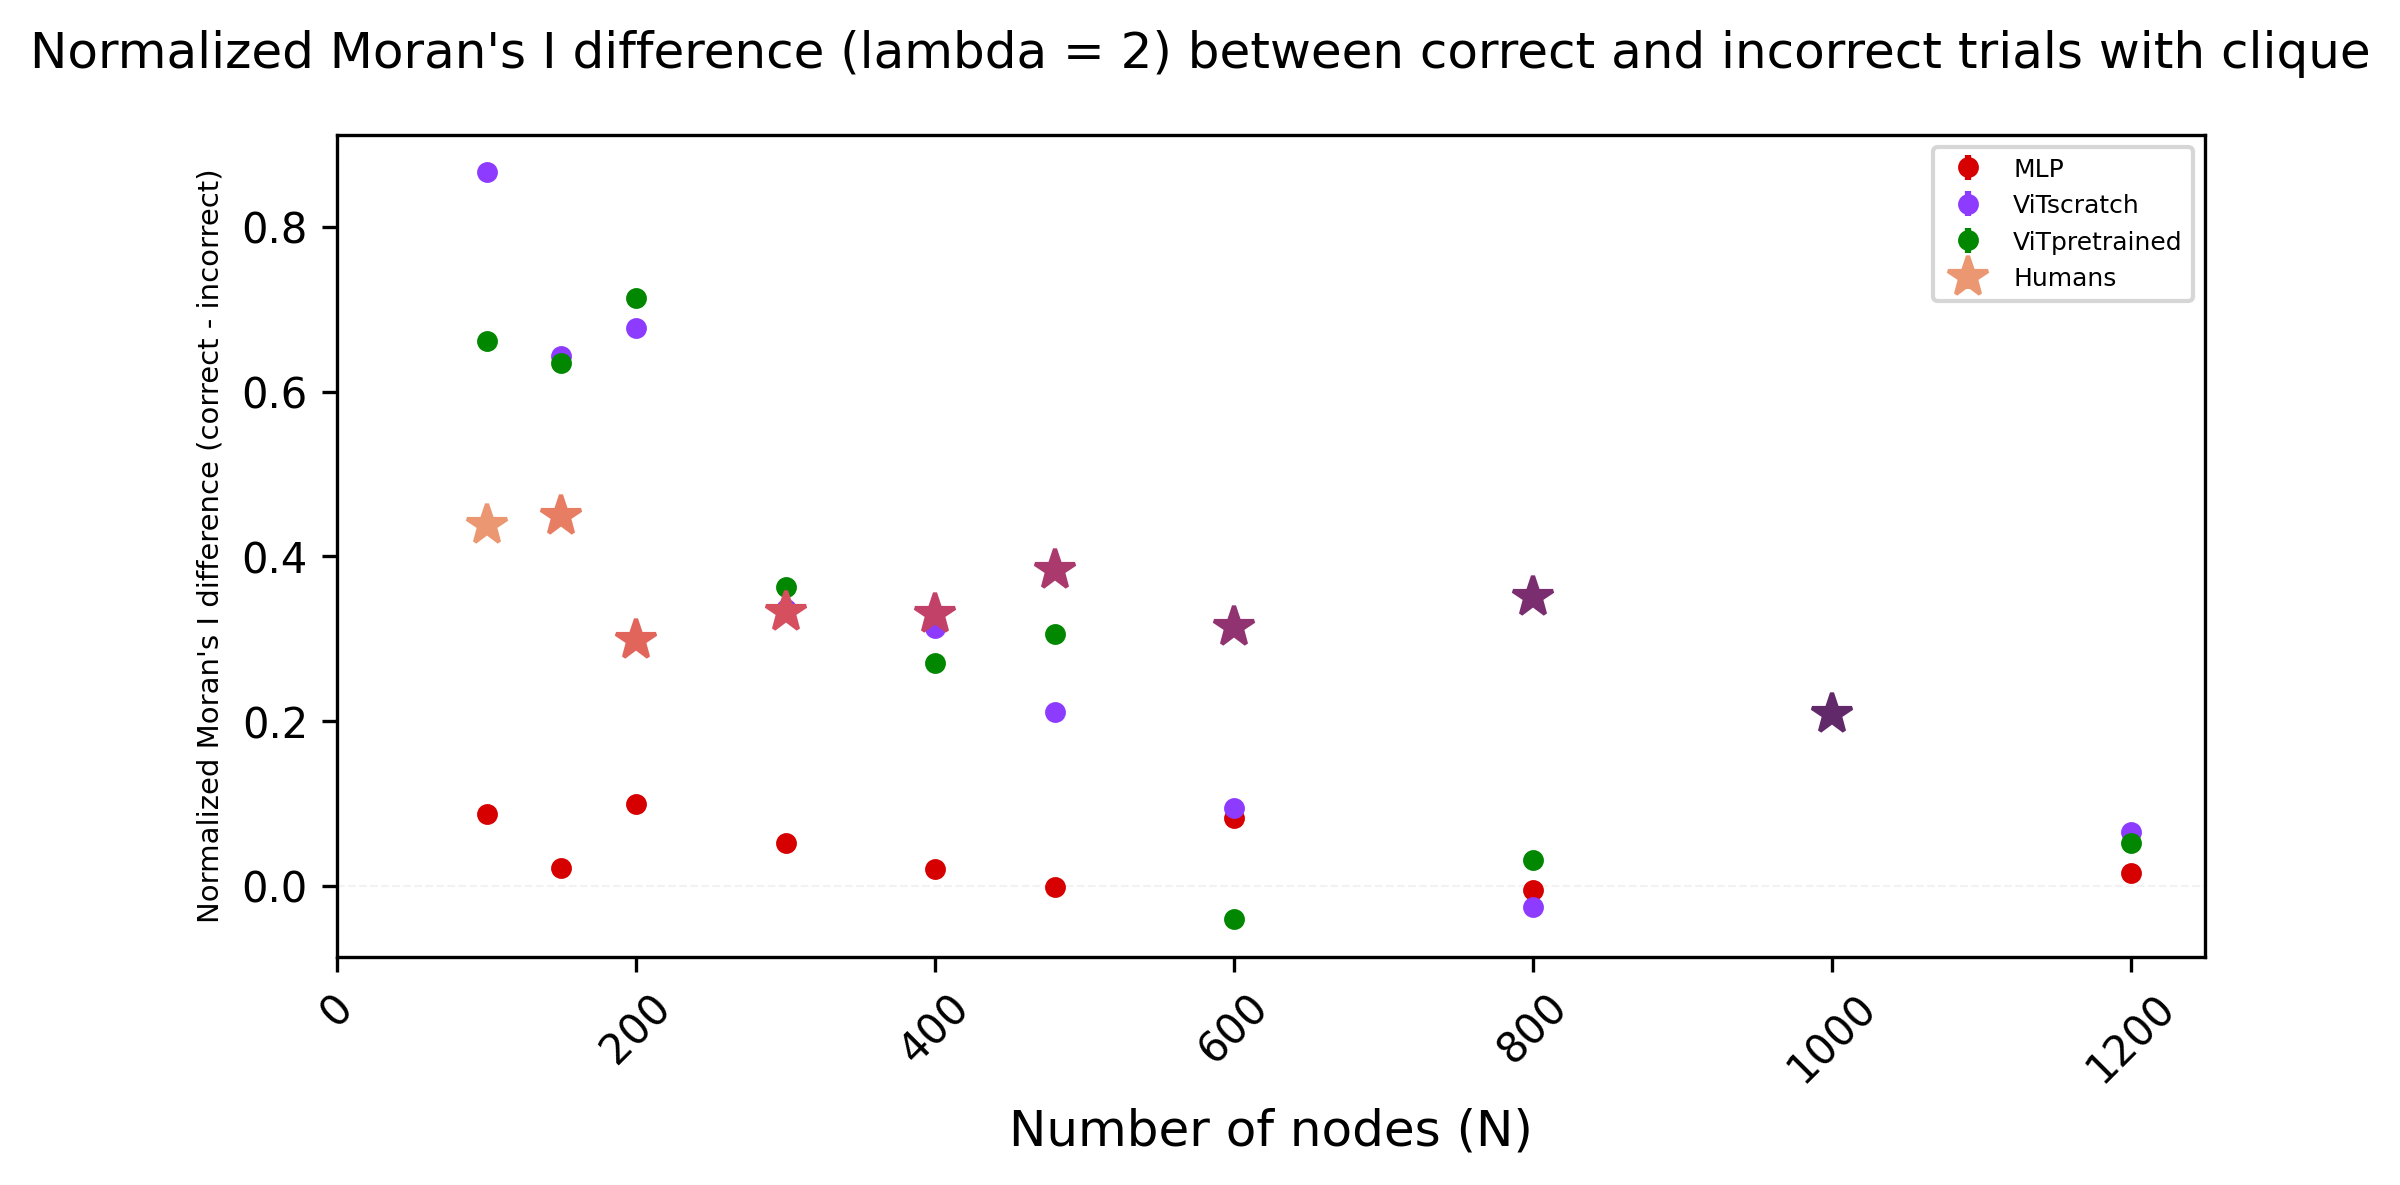 Normalized Moran's I difference (lambda = 2) between correct and incorrect trials with clique
Normalized Moran's I difference (correct - incorrect)
0.8
0.6
0.4
0.2
0.0
MLP
ViTscratch
ViTpretrained
Humans
0
200
400
600
800
1000
1200
Number of nodes (N)